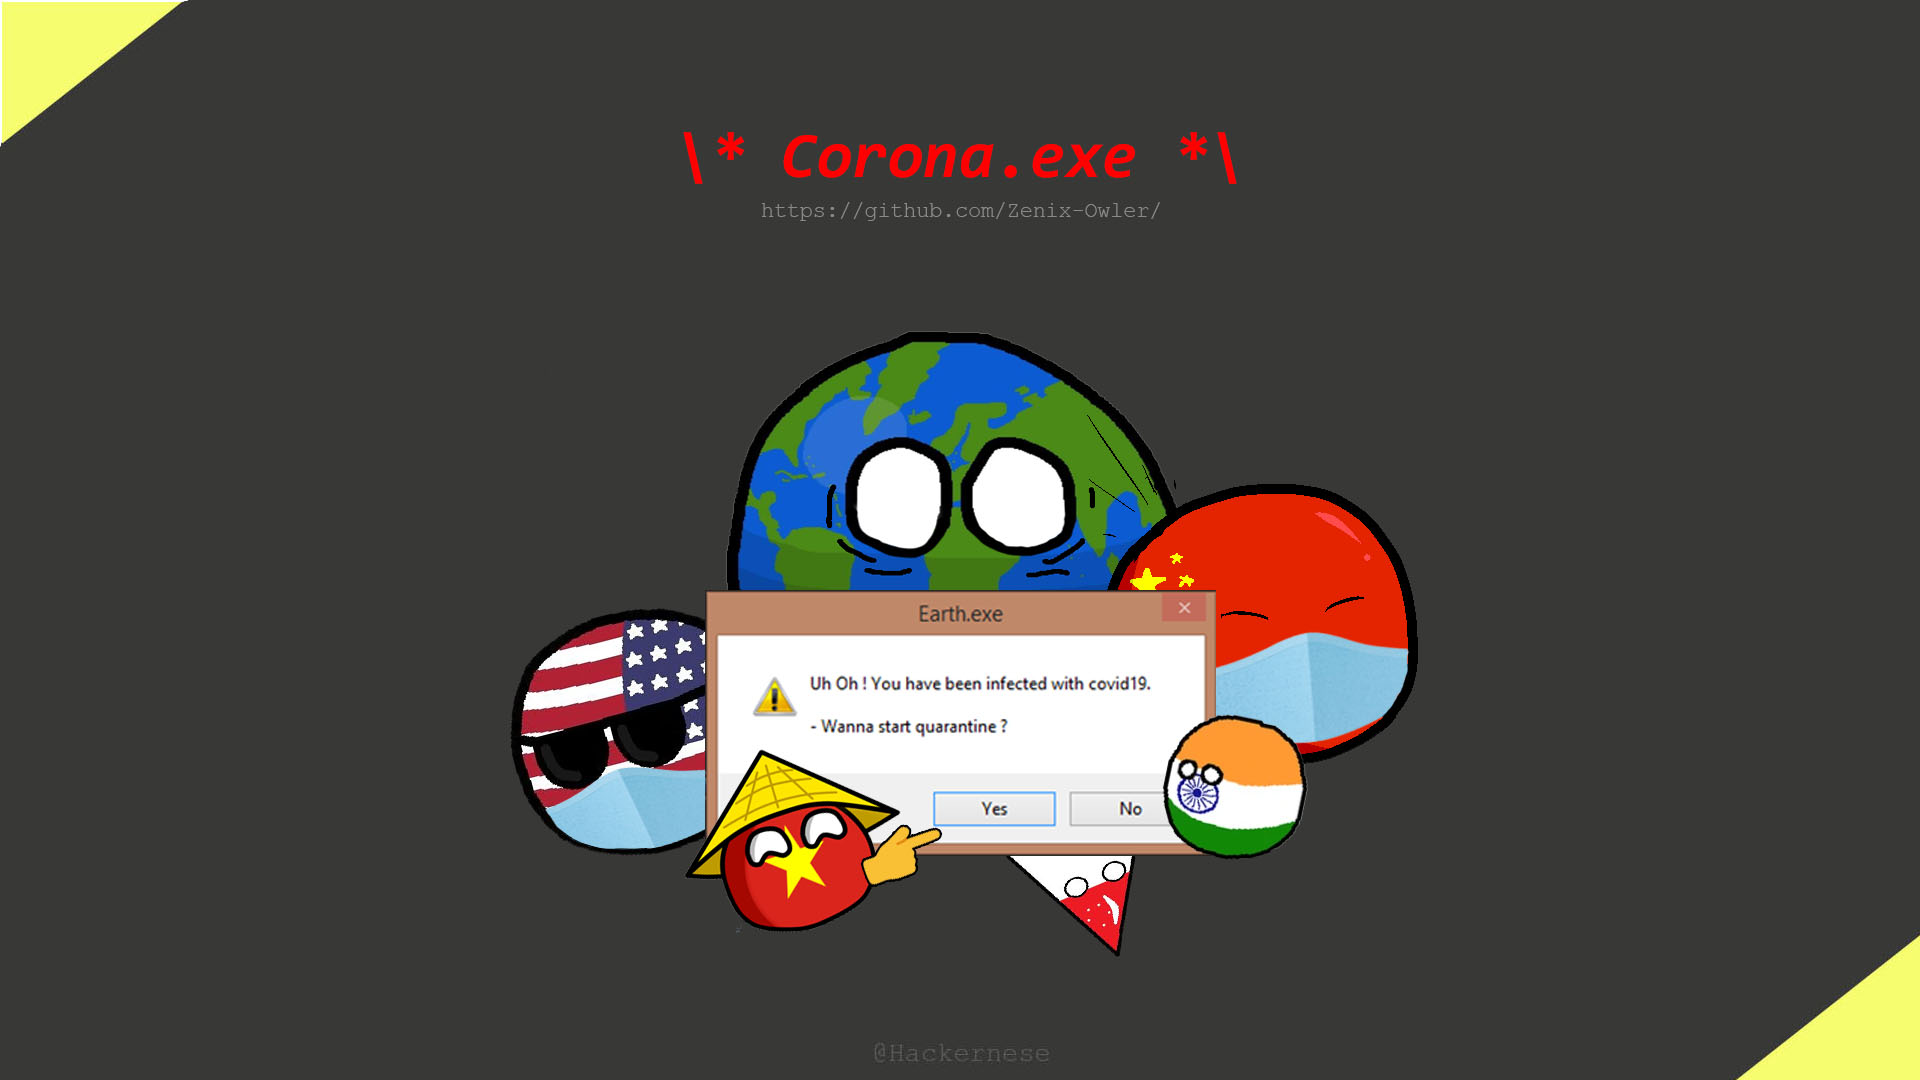 \* Corona.exe *\
https://github.com/Zenix-Owler/
Earth.exe
Uh Oh ! You have been infected with covid19.
- Wanna start quarantine ?
Yes
No
@Hackernese